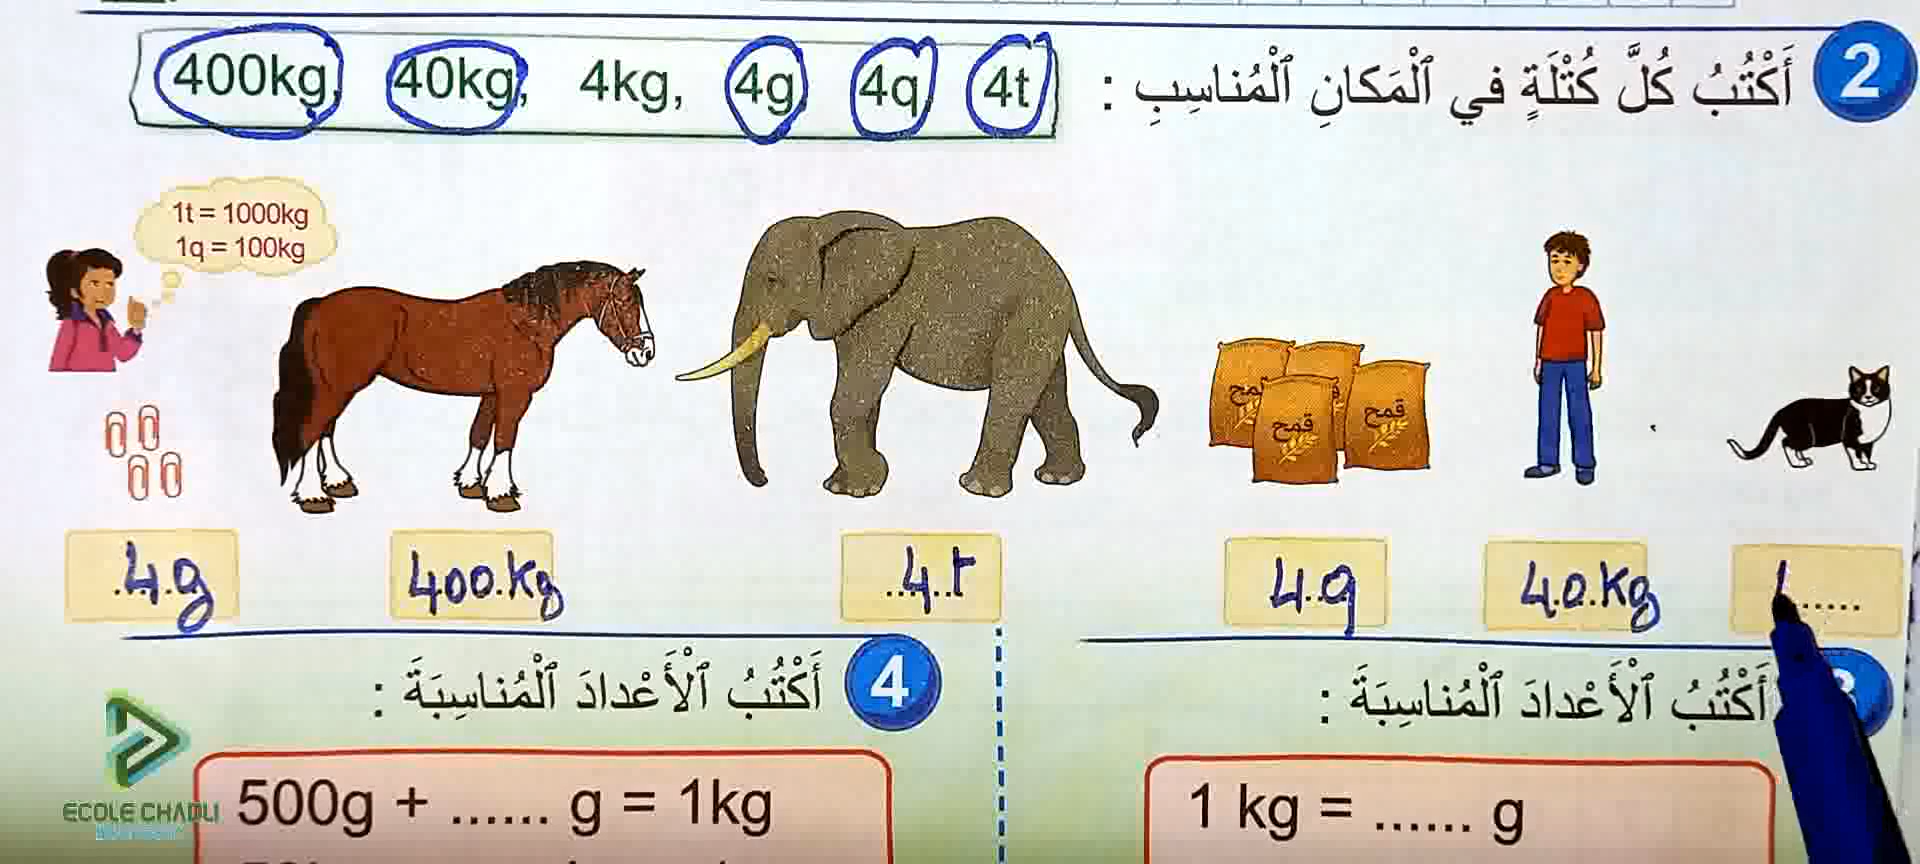 2 أَكْتُبُ كُلَّ كُتْلَةٍ في ٱلْمَكانِ ٱلْمُناسِبِ : 400kg, 40kg, 4kg, 4g, 4q, 4t
1t = 1000kg
1q = 100kg
قمح
قمح
قمح
4g 400kg 4t 4q 40kg
أَكْتُبُ ٱلْأَعْدادَ ٱلْمُناسِبَةَ :
1 kg = ...... g
4 أَكْتُبُ ٱلْأَعْدادَ ٱلْمُناسِبَةَ :
500g + ...... g = 1kg
ECOLE CHADLI